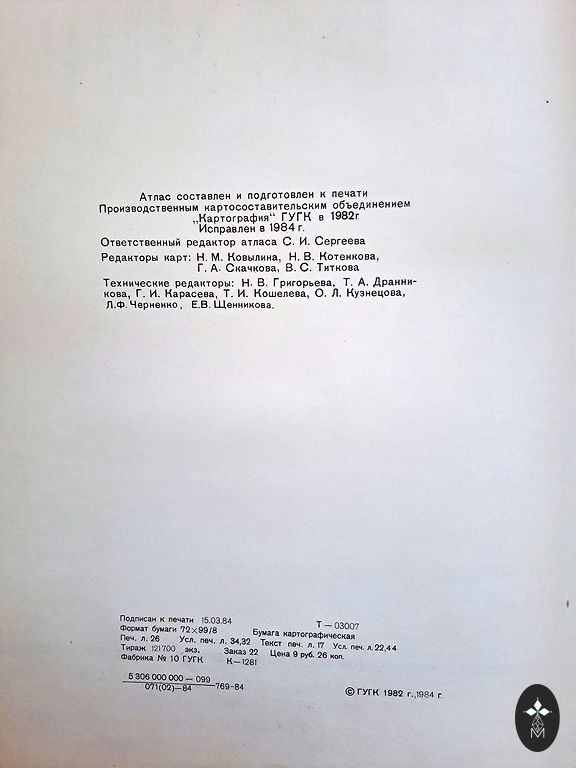 Атлас составлен и подготовлен к печати
Производственным картосоставительским объединением
„Картография“ ГУГК в 1982г.
Исправлен в 1984 г.
Ответственный редактор атласа С. И. Сергеева
Редакторы карт: Н. М. Ковылина, Н. В. Котенкова,
Г. А. Скачкова, В. С. Титкова
Технические редакторы: Н. В. Григорьева, Т. А. Дранни-
кова, Г. И. Карасева, Т. И. Кошелева, О. Л. Кузнецова,
Л.Ф. Черненко, Е.В. Щенникова.
Подписан к печати 15.03.84 Т — 03007
Формат бумаги 72×99/8 Бумага картографическая
Печ. л. 26 Усл. печ. л. 34,32 Текст печ. л. 17 Усл. печ л. 22,44
Тираж 121700 экз. Заказ 22 Цена 9 руб. 26 коп.
Фабрика № 10 ГУГК К—1281
5 306 000 000 — 099
071(02)—84 769-84
© ГУГК 1982 г.,1984 г.
М